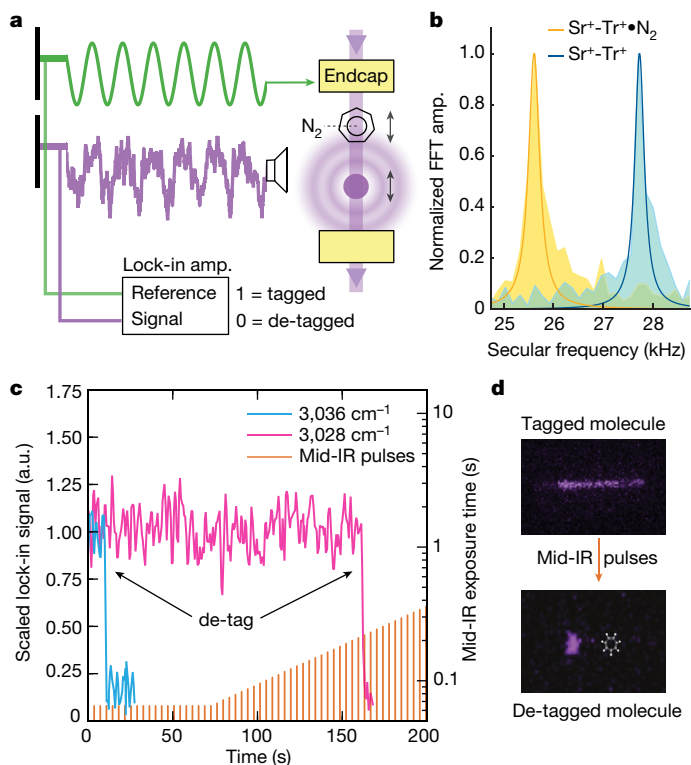 a
Endcap
N₂
Lock-in amp.
Reference
Signal
1 = tagged
0 = de-tagged
b
Sr⁺-Tr⁺•N₂
Sr⁺-Tr⁺
Normalized FFT amp.
1.0
0.8
0.6
0.4
0.2
0
25
26
27
28
Secular frequency (kHz)
c
3,036 cm⁻¹
3,028 cm⁻¹
Mid-IR pulses
de-tag
Scaled lock-in signal (a.u.)
1.75
1.50
1.25
1.00
0.75
0.50
0.25
0
Mid-IR exposure time (s)
10
1
0.1
0
50
100
150
200
Time (s)
d
Tagged molecule
Mid-IR pulses
De-tagged molecule